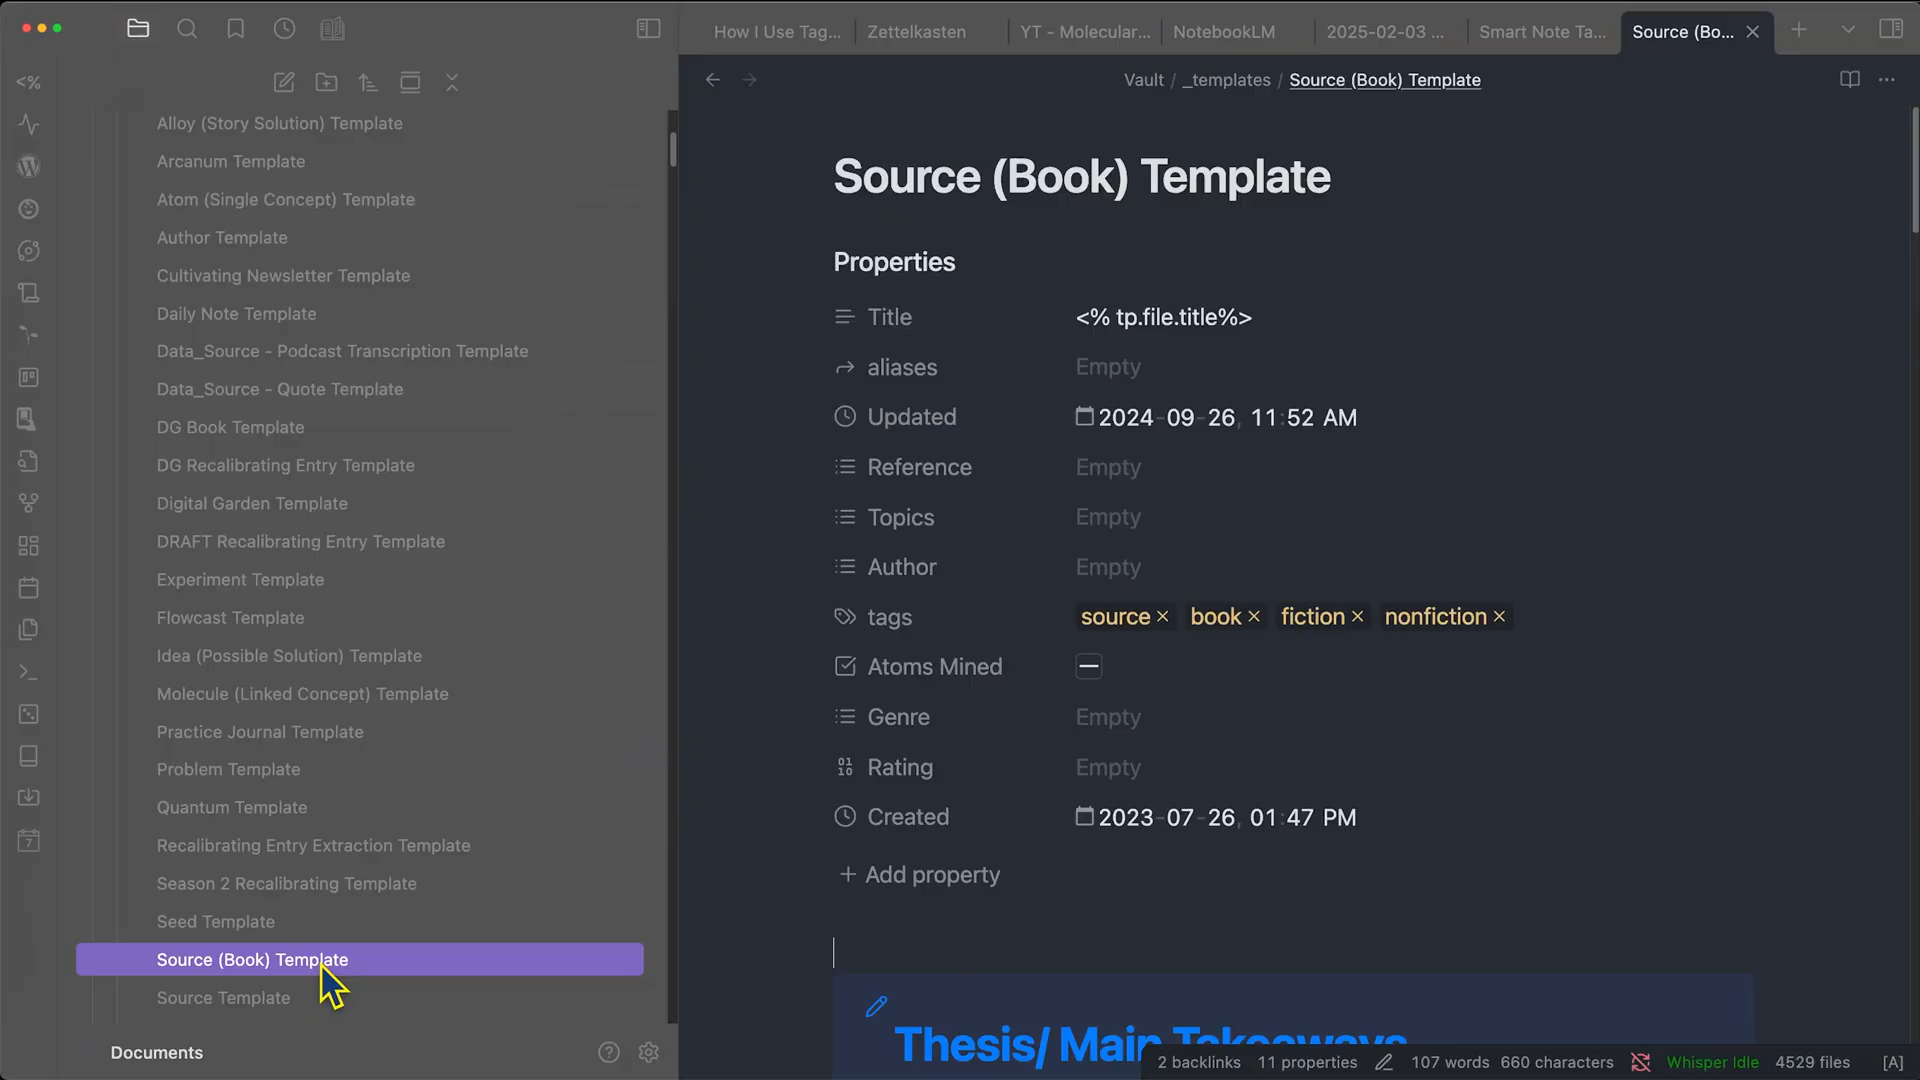 How I Use Tag...
Zettelkasten
YT - Molecular...
NotebookLM
2025-02-03 ...
Smart Note Ta...
Source (Bo...
<%
Vault / _templates / Source (Book) Template
Alloy (Story Solution) Template
Arcanum Template
Atom (Single Concept) Template
Author Template
Cultivating Newsletter Template
Daily Note Template
Data_Source - Podcast Transcription Template
Data_Source - Quote Template
DG Book Template
DG Recalibrating Entry Template
Digital Garden Template
DRAFT Recalibrating Entry Template
Experiment Template
Flowcast Template
Idea (Possible Solution) Template
Molecule (Linked Concept) Template
Practice Journal Template
Problem Template
Quantum Template
Recalibrating Entry Extraction Template
Season 2 Recalibrating Template
Seed Template
Source (Book) Template
Source Template
Documents
Source (Book) Template
Properties
Title <% tp.file.title%>
aliases Empty
Updated 2024-09-26, 11:52 AM
Reference Empty
Topics Empty
Author Empty
tags source × book × fiction × nonfiction ×
Atoms Mined
Genre Empty
Rating Empty
Created 2023-07-26, 01:47 PM
+ Add property
Thesis/ Main Takeaways
2 backlinks 11 properties 107 words 660 characters Whisper Idle 4529 files [A]